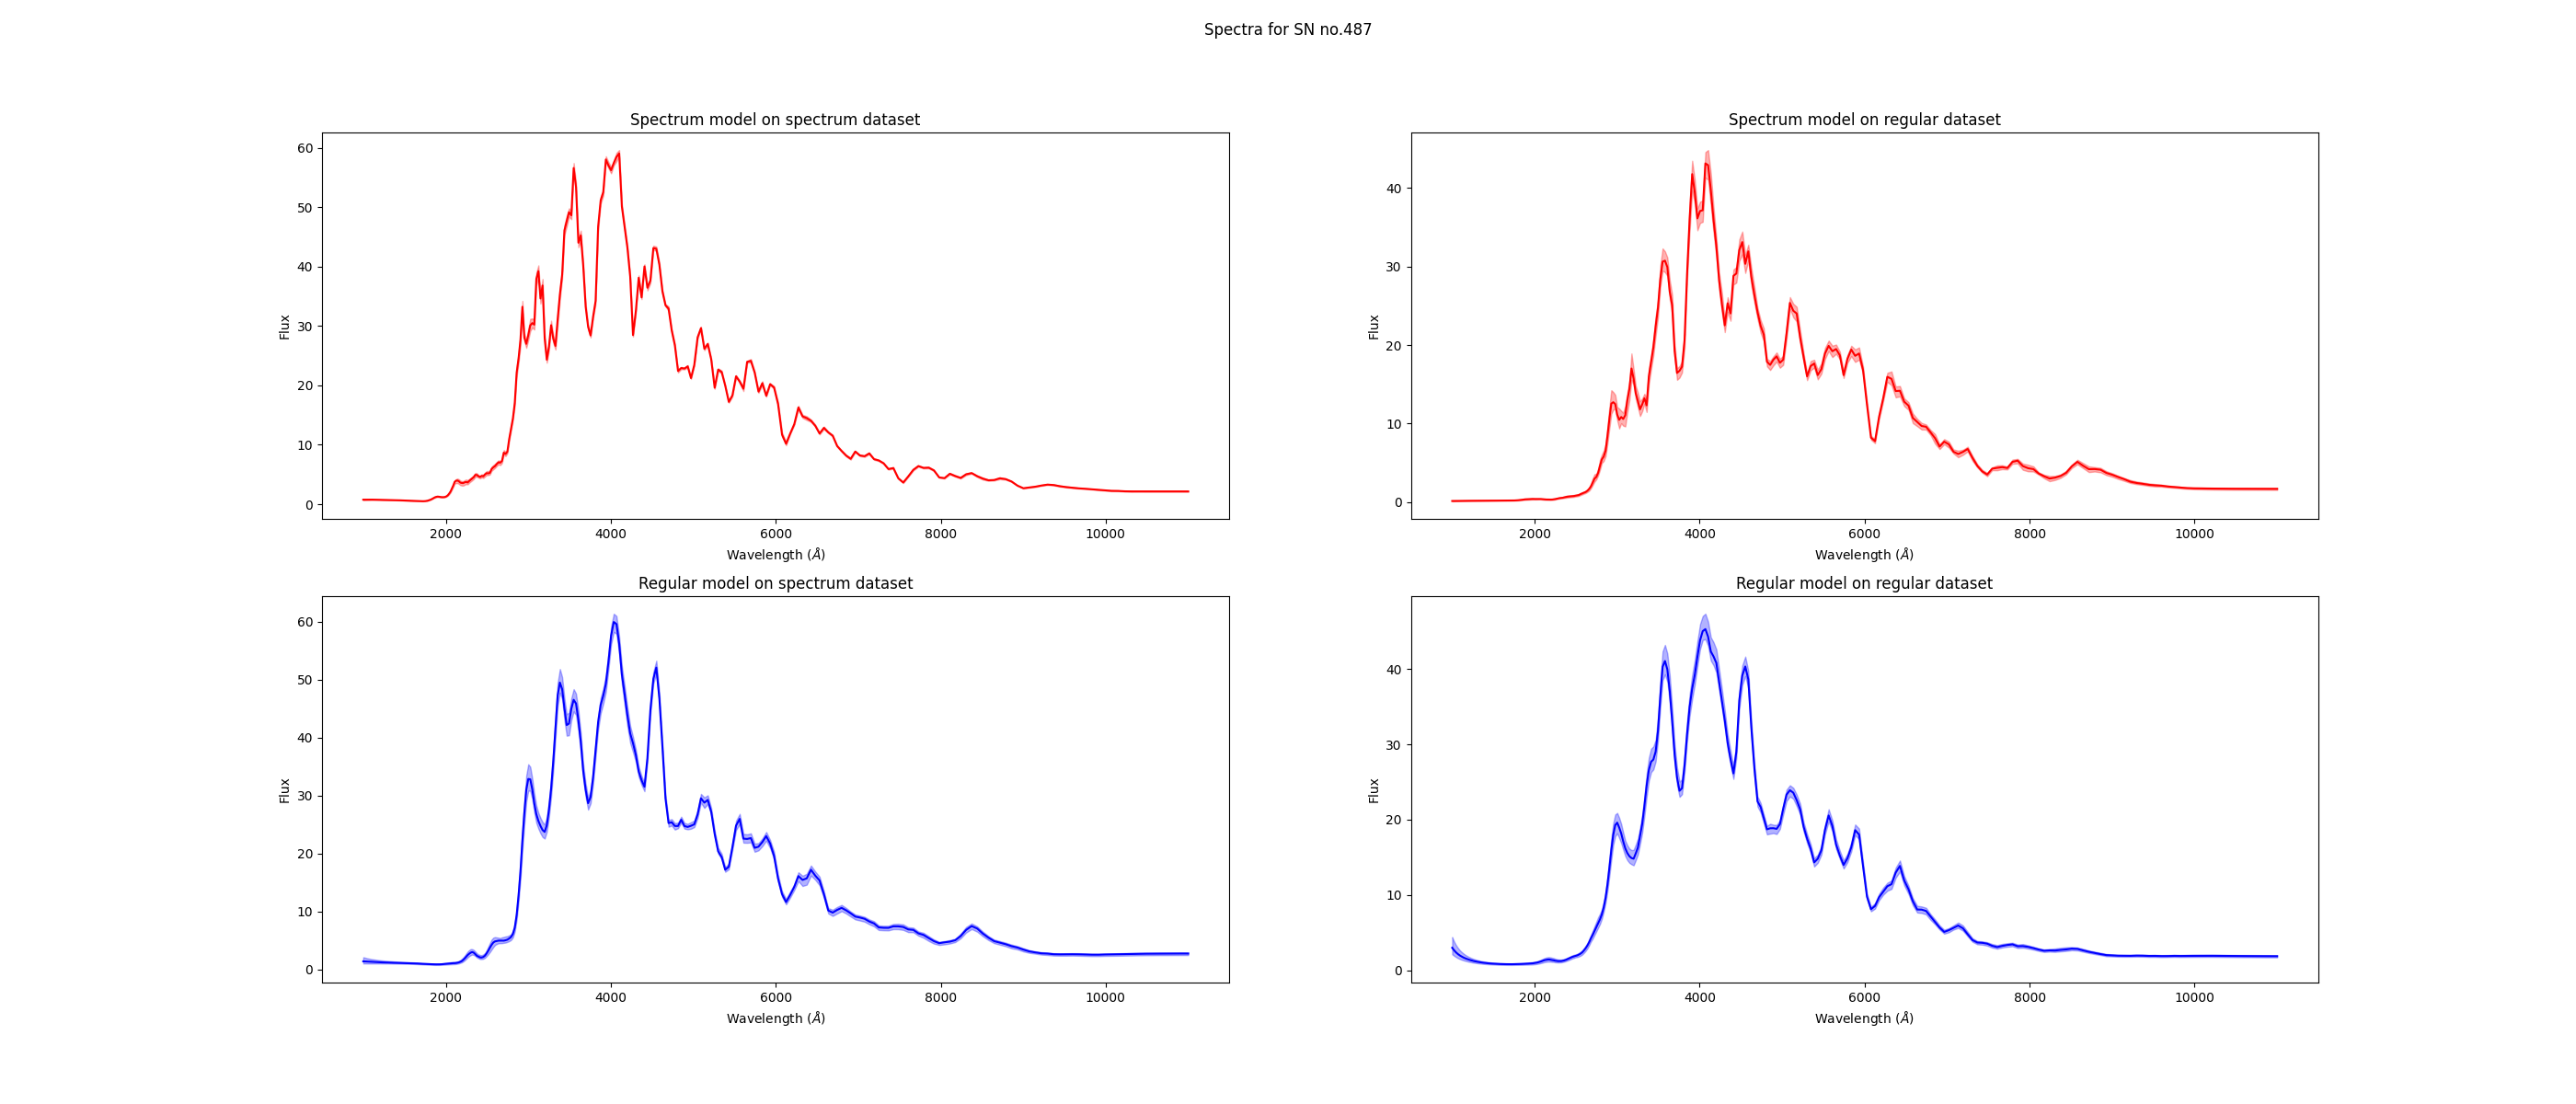 Spectra for SN no.487
Spectrum model on spectrum dataset
60
50
40
30
20
10
0
Flux
2000 4000 6000 8000 10000
Wavelength (Å)
Spectrum model on regular dataset
40
30
20
10
0
Flux
2000 4000 6000 8000 10000
Wavelength (Å)
Regular model on spectrum dataset
60
50
40
30
20
10
0
Flux
2000 4000 6000 8000 10000
Wavelength (Å)
Regular model on regular dataset
40
30
20
10
0
Flux
2000 4000 6000 8000 10000
Wavelength (Å)